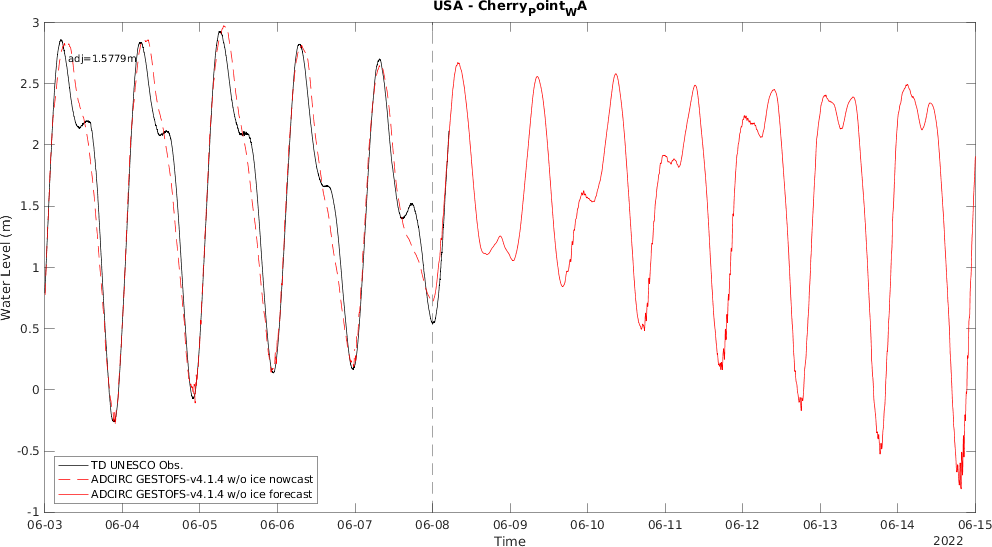 USA - Cherry_Point_WA
adj=1.5779m
Water Level (m)
3
2.5
2
1.5
1
0.5
0
-0.5
-1
TD UNESCO Obs.
ADCIRC GESTOFS-v4.1.4 w/o ice nowcast
ADCIRC GESTOFS-v4.1.4 w/o ice forecast
06-03 06-04 06-05 06-06 06-07 06-08 06-09 06-10 06-11 06-12 06-13 06-14 06-15
Time
2022